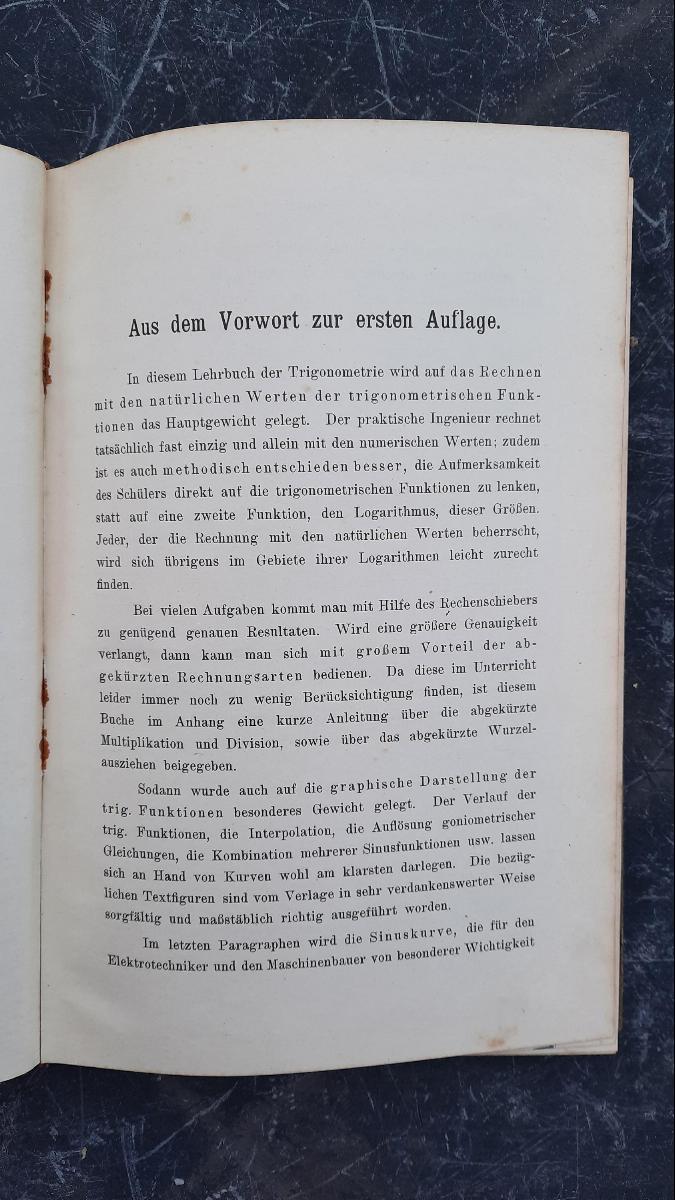 Aus dem Vorwort zur ersten Auflage.
In diesem Lehrbuch der Trigonometrie wird auf das Rechnen
mit den natürlichen Werten der trigonometrischen Funk-
tionen das Hauptgewicht gelegt. Der praktische Ingenieur rechnet
tatsächlich fast einzig und allein mit den numerischen Werten; zudem
ist es auch methodisch entschieden besser, die Aufmerksamkeit
des Schülers direkt auf die trigonometrischen Funktionen zu lenken,
statt auf eine zweite Funktion, den Logarithmus, dieser Größen.
Jeder, der die Rechnung mit den natürlichen Werten beherrscht,
wird sich übrigens im Gebiete ihrer Logarithmen leicht zurecht
finden.
Bei vielen Aufgaben kommt man mit Hilfe des Rechenschiebers
zu genügend genauen Resultaten. Wird eine größere Genauigkeit
verlangt, dann kann man sich mit großem Vorteil der ab-
gekürzten Rechnungsarten bedienen. Da diese im Unterricht
leider immer noch zu wenig Berücksichtigung finden, ist diesem
Buche im Anhang eine kurze Anleitung über die abgekürzte
Multiplikation und Division, sowie über das abgekürzte Wurzel-
ausziehen beigegeben.
Sodann wurde auch auf die graphische Darstellung der
trig. Funktionen besonderes Gewicht gelegt. Der Verlauf der
trig. Funktionen, die Interpolation, die Auflösung goniometrischer
Gleichungen, die Kombination mehrerer Sinusfunktionen usw. lassen
sich an Hand von Kurven wohl am klarsten darlegen. Die bezüg-
lichen Textfiguren sind vom Verlage in sehr verdankenswerter Weise
sorgfältig und maßstäblich richtig ausgeführt worden.
Im letzten Paragraphen wird die Sinuskurve, die für den
Elektrotechniker und den Maschinenbauer von besonderer Wichtigkeit